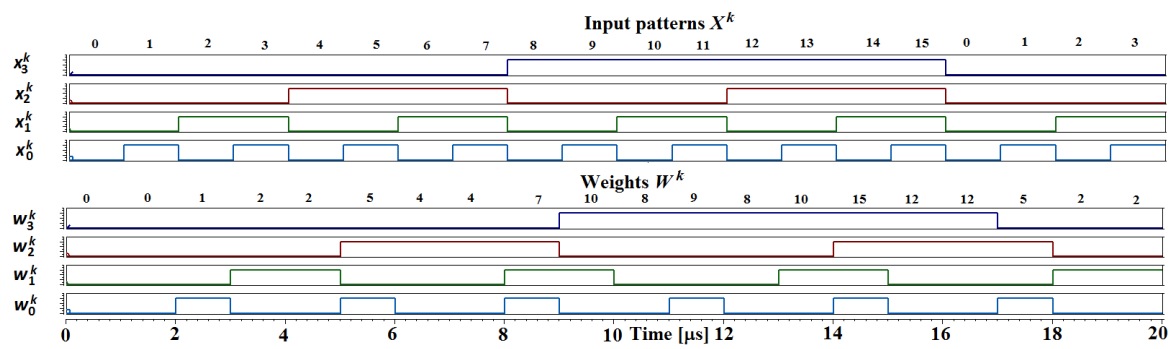 Input patterns X^k
0 1 2 3 4 5 6 7 8 9 10 11 12 13 14 15 0 1 2 3
x_3^k
x_2^k
x_1^k
x_0^k
Weights W^k
0 0 1 2 2 5 4 4 7 10 8 9 8 10 15 12 12 5 2 2
w_3^k
w_2^k
w_1^k
w_0^k
0 2 4 6 8 10 Time [μs] 12 14 16 18 20